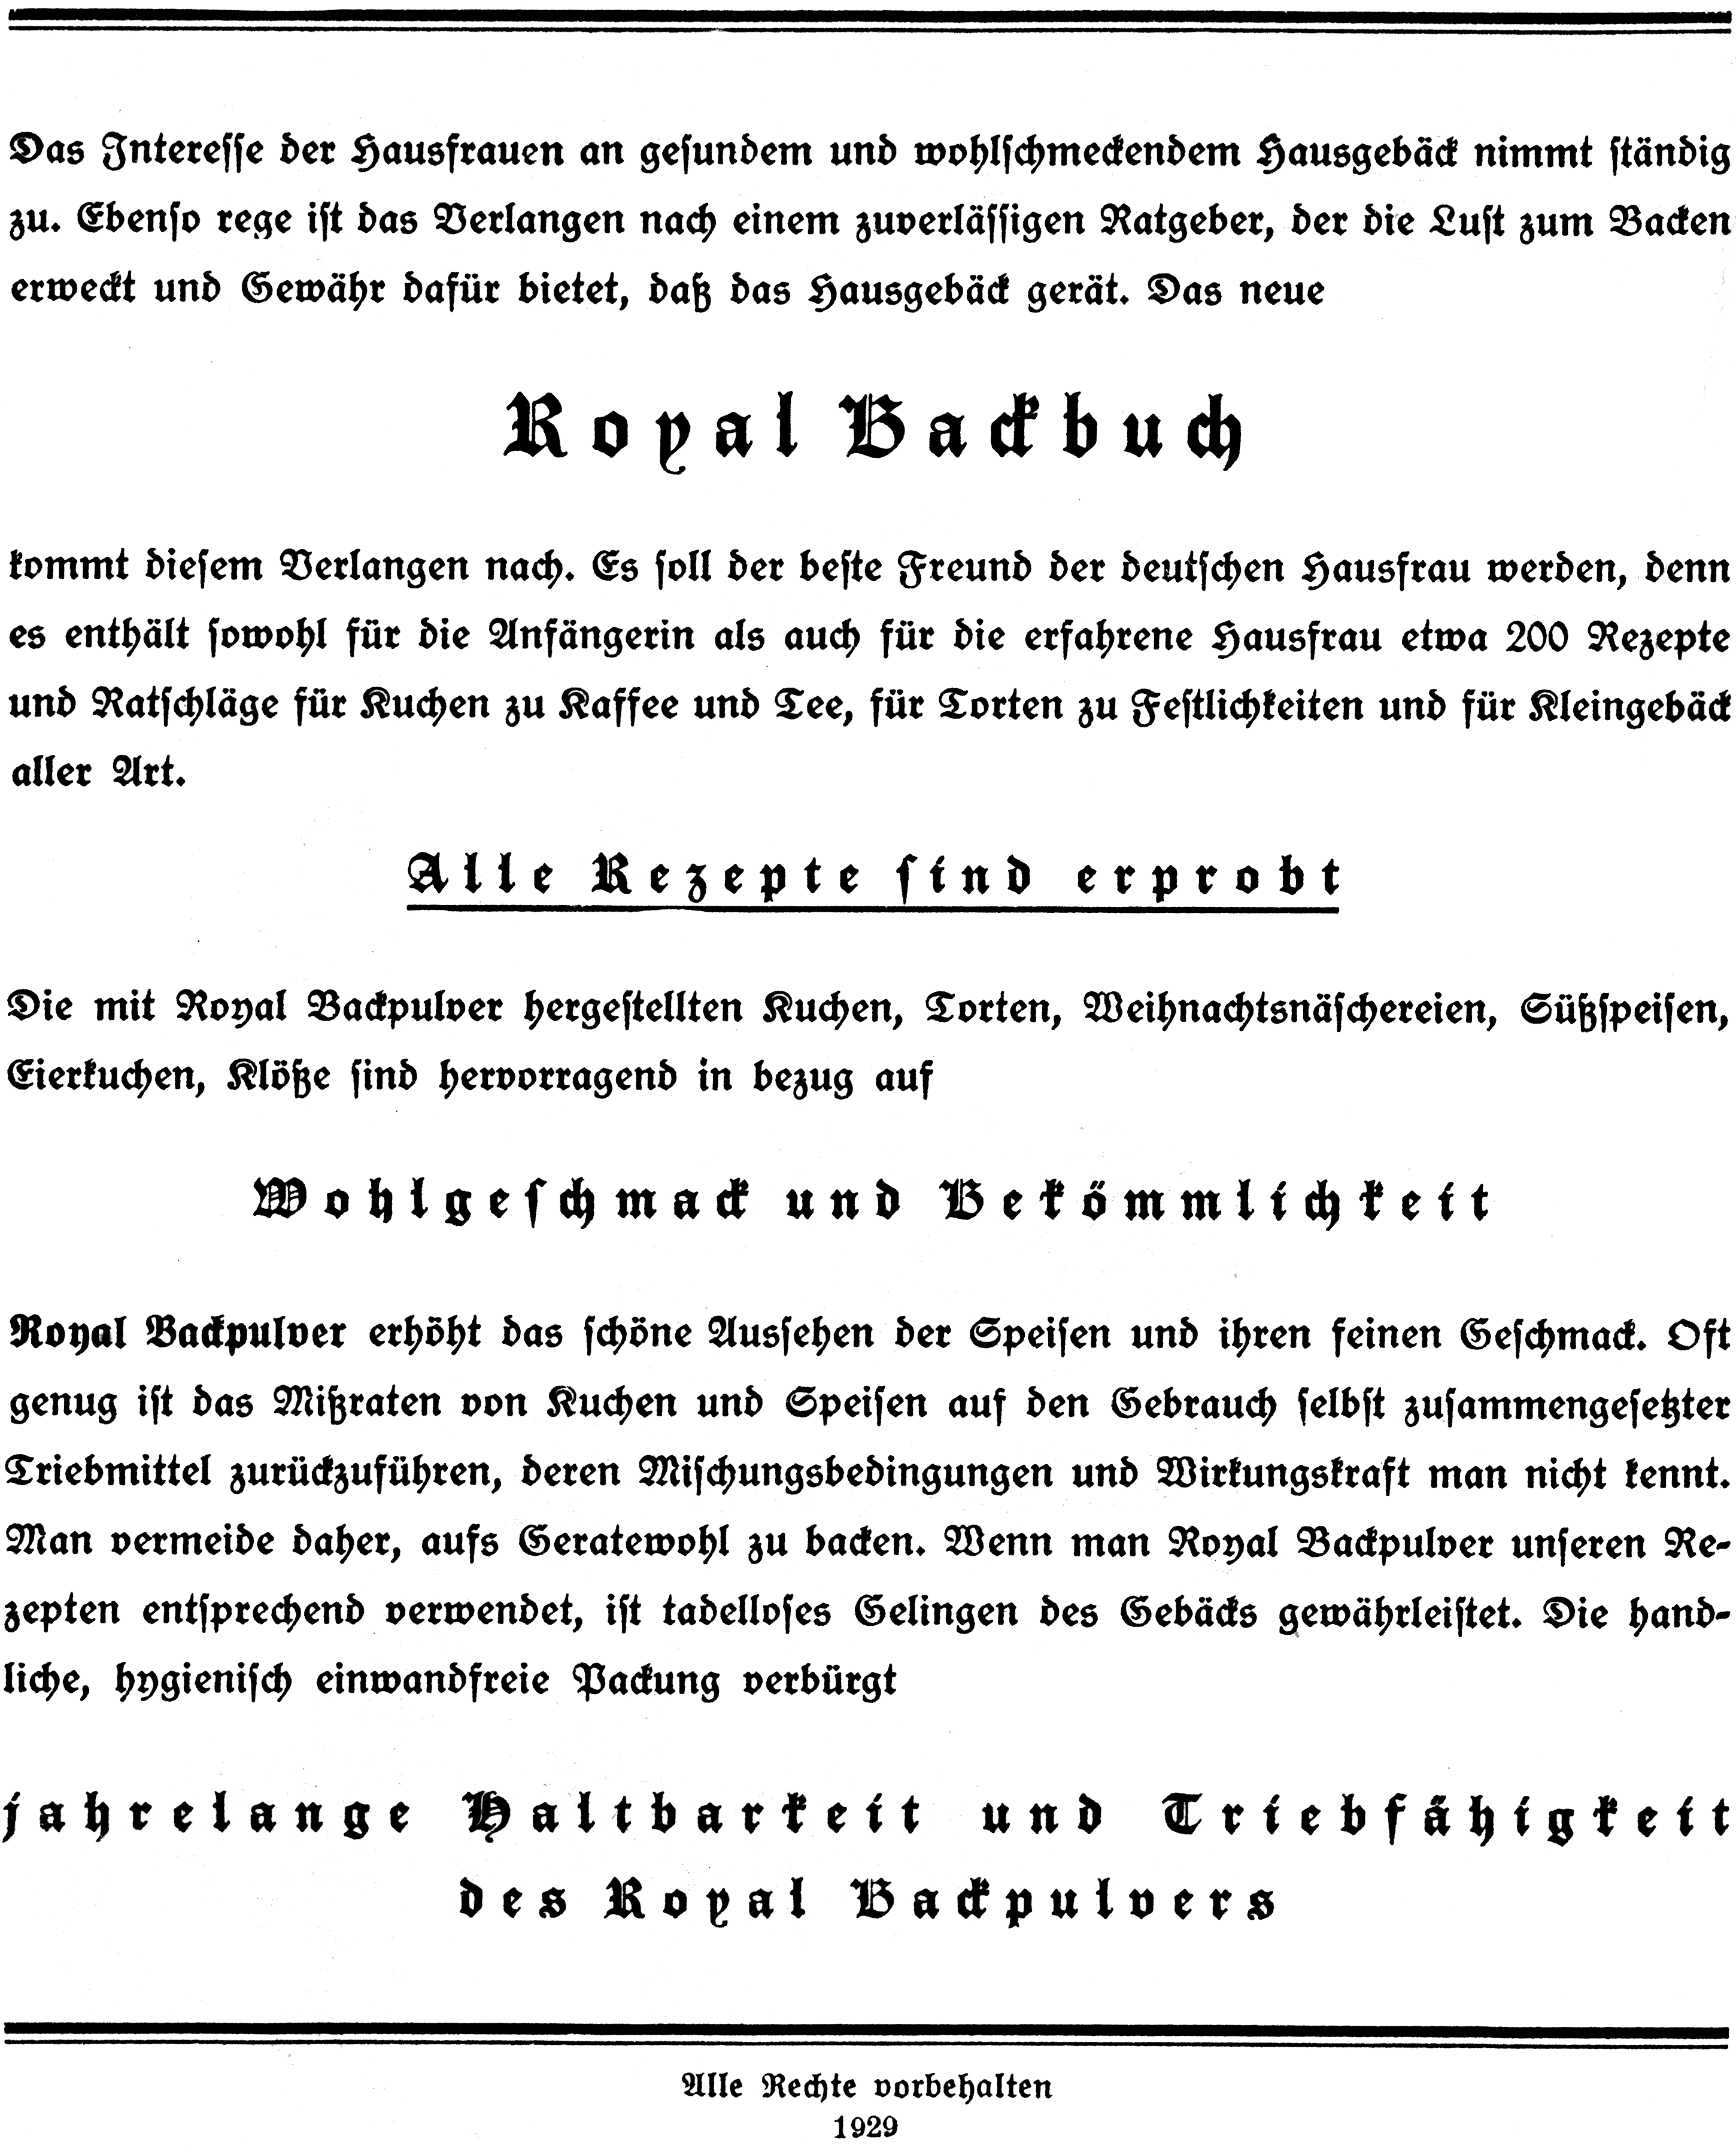 Das Interesse der Hausfrauen an gesundem und wohlschmeckendem Hausgebäck nimmt ständig
zu. Ebenso rege ist das Verlangen nach einem zuverlässigen Ratgeber, der die Lust zum Backen
erweckt und Gewähr dafür bietet, daß das Hausgebäck gerät. Das neue
Royal Backbuch
kommt diesem Verlangen nach. Es soll der beste Freund der deutschen Hausfrau werden, denn
es enthält sowohl für die Anfängerin als auch für die erfahrene Hausfrau etwa 200 Rezepte
und Ratschläge für Kuchen zu Kaffee und Tee, für Torten zu Festlichkeiten und für Kleingebäck
aller Art.
Alle Rezepte sind erprobt
Die mit Royal Backpulver hergestellten Kuchen, Torten, Weihnachtsnäschereien, Süßspeisen,
Eierkuchen, Klöße sind hervorragend in bezug auf
Wohlgeschmack und Bekömmlichkeit
Royal Backpulver erhöht das schöne Aussehen der Speisen und ihren feinen Geschmack. Oft
genug ist das Mißraten von Kuchen und Speisen auf den Gebrauch selbst zusammengesetzter
Triebmittel zurückzuführen, deren Mischungsbedingungen und Wirkungskraft man nicht kennt.
Man vermeide daher, aufs Geratewohl zu backen. Wenn man Royal Backpulver unseren Re-
zepten entsprechend verwendet, ist tadelloses Gelingen des Gebäcks gewährleistet. Die hand-
liche, hygienisch einwandfreie Packung verbürgt
jahrelange Haltbarkeit und Triebfähigkeit
des Royal Backpulvers
Alle Rechte vorbehalten
1929